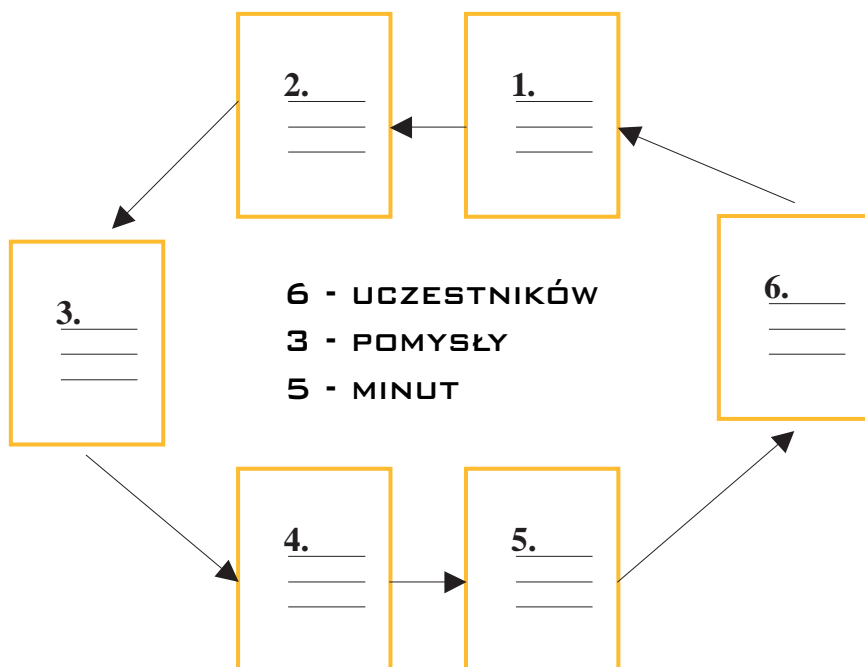 2.
1.
3.
6 - UCZESTNIKÓW
3 - POMYSŁY
5 - MINUT
6.
4.
5.